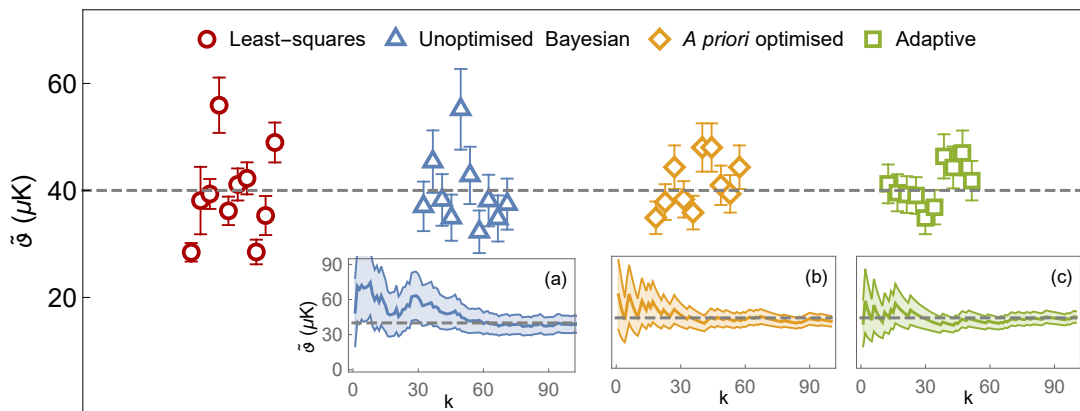 Least−squares Unoptimised Bayesian A priori optimised Adaptive
60
40
20
ϑ̃ (μK)
90
60
30
0
ϑ̃ (μK)
(a)
0 30 60 90
k
(b)
0 30 60 90
k
(c)
0 30 60 90
k